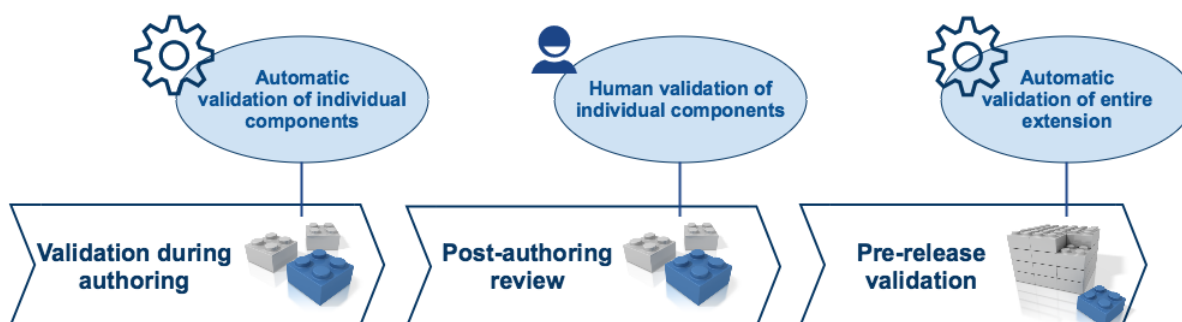 Automatic
validation of individual
components
Human validation of
individual components
Automatic
validation of entire
extension
Validation during
authoring
Post-authoring
review
Pre-release
validation